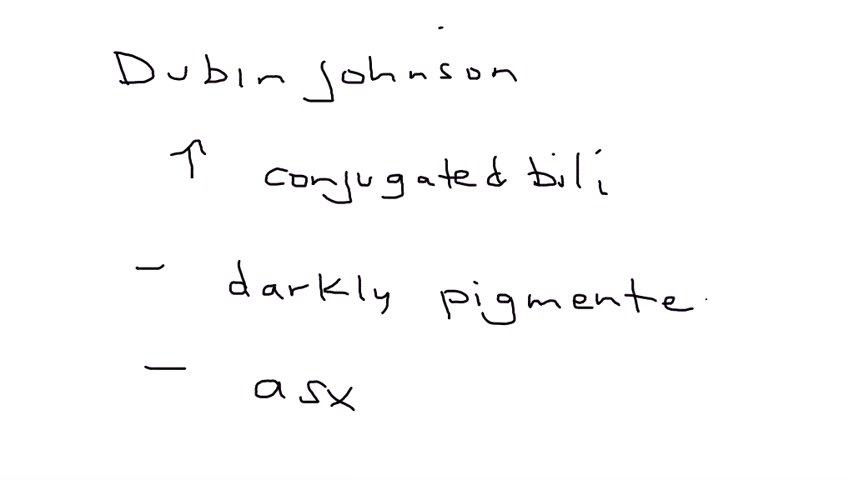 Dubin Johnson
↑ conjugated bili
- darkly pigmente
- asx